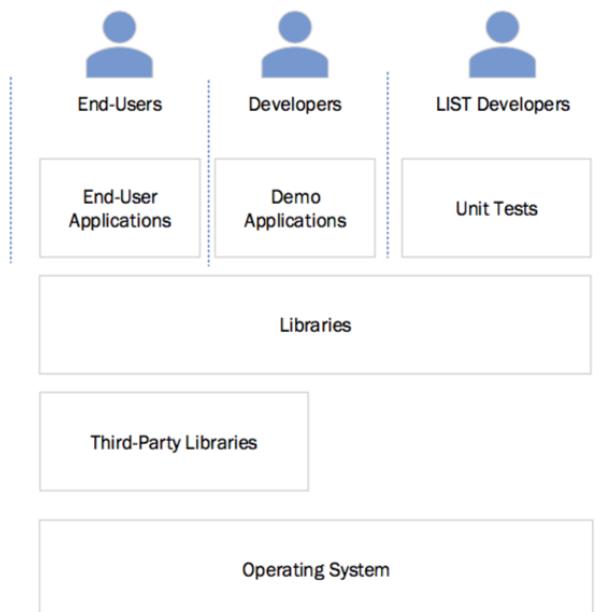 End-Users
Developers
LIST Developers
End-User
Applications
Demo
Applications
Unit Tests
Libraries
Third-Party Libraries
Operating System